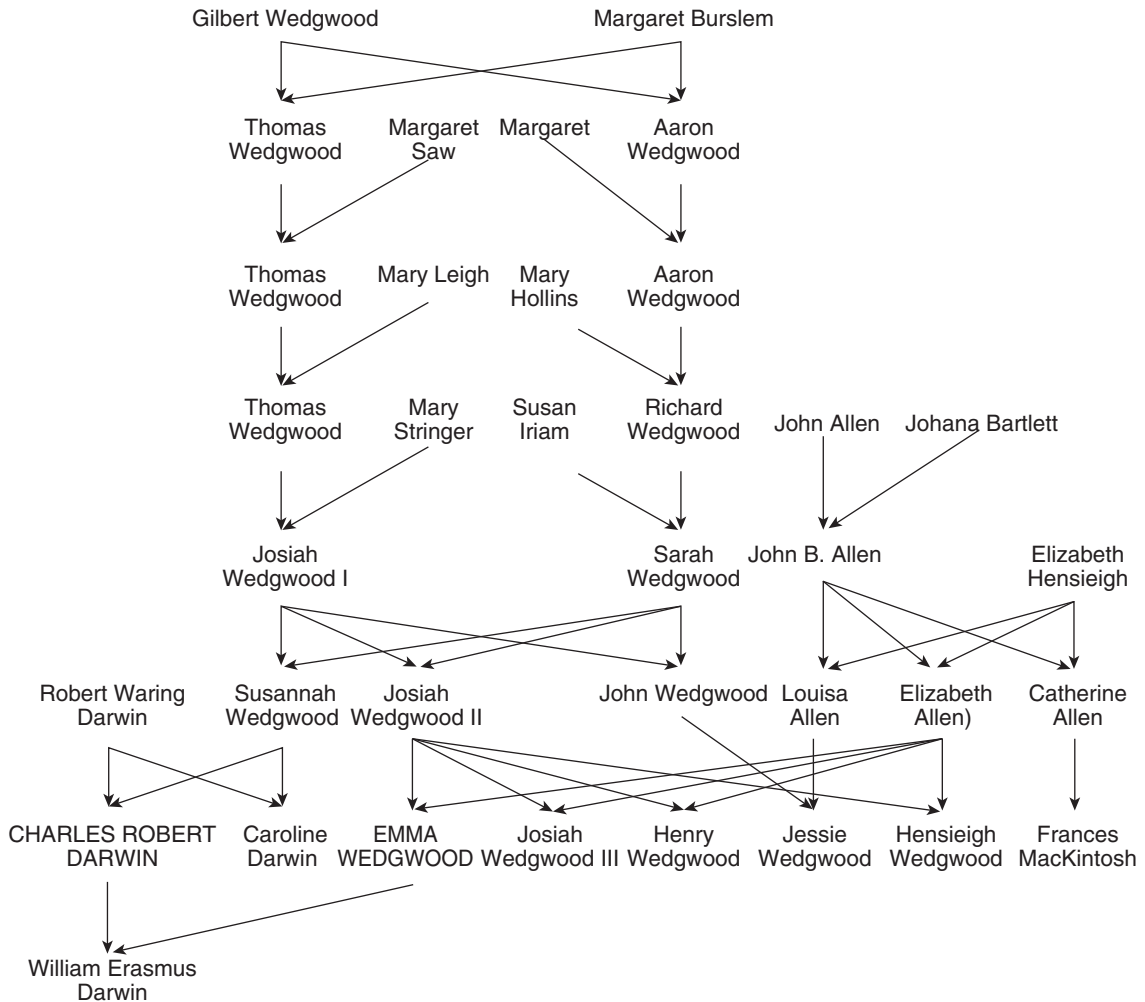 Gilbert Wedgwood
Margaret Burslem
Thomas
Wedgwood
Margaret
Saw
Margaret
Aaron
Wedgwood
Thomas
Wedgwood
Mary Leigh
Mary
Hollins
Aaron
Wedgwood
Thomas
Wedgwood
Mary
Stringer
Susan
Iriam
Richard
Wedgwood
John Allen
Johana Bartlett
Josiah
Wedgwood I
Sarah
Wedgwood
John B. Allen
Elizabeth
Hensieigh
Robert Waring
Darwin
Susannah
Wedgwood
Josiah
Wedgwood II
John Wedgwood
Louisa
Allen
Elizabeth
Allen)
Catherine
Allen
CHARLES ROBERT
DARWIN
Caroline
Darwin
EMMA
WEDGWOOD
Josiah
Wedgwood III
Henry
Wedgwood
Jessie
Wedgwood
Hensieigh
Wedgwood
Frances
MacKintosh
William Erasmus
Darwin